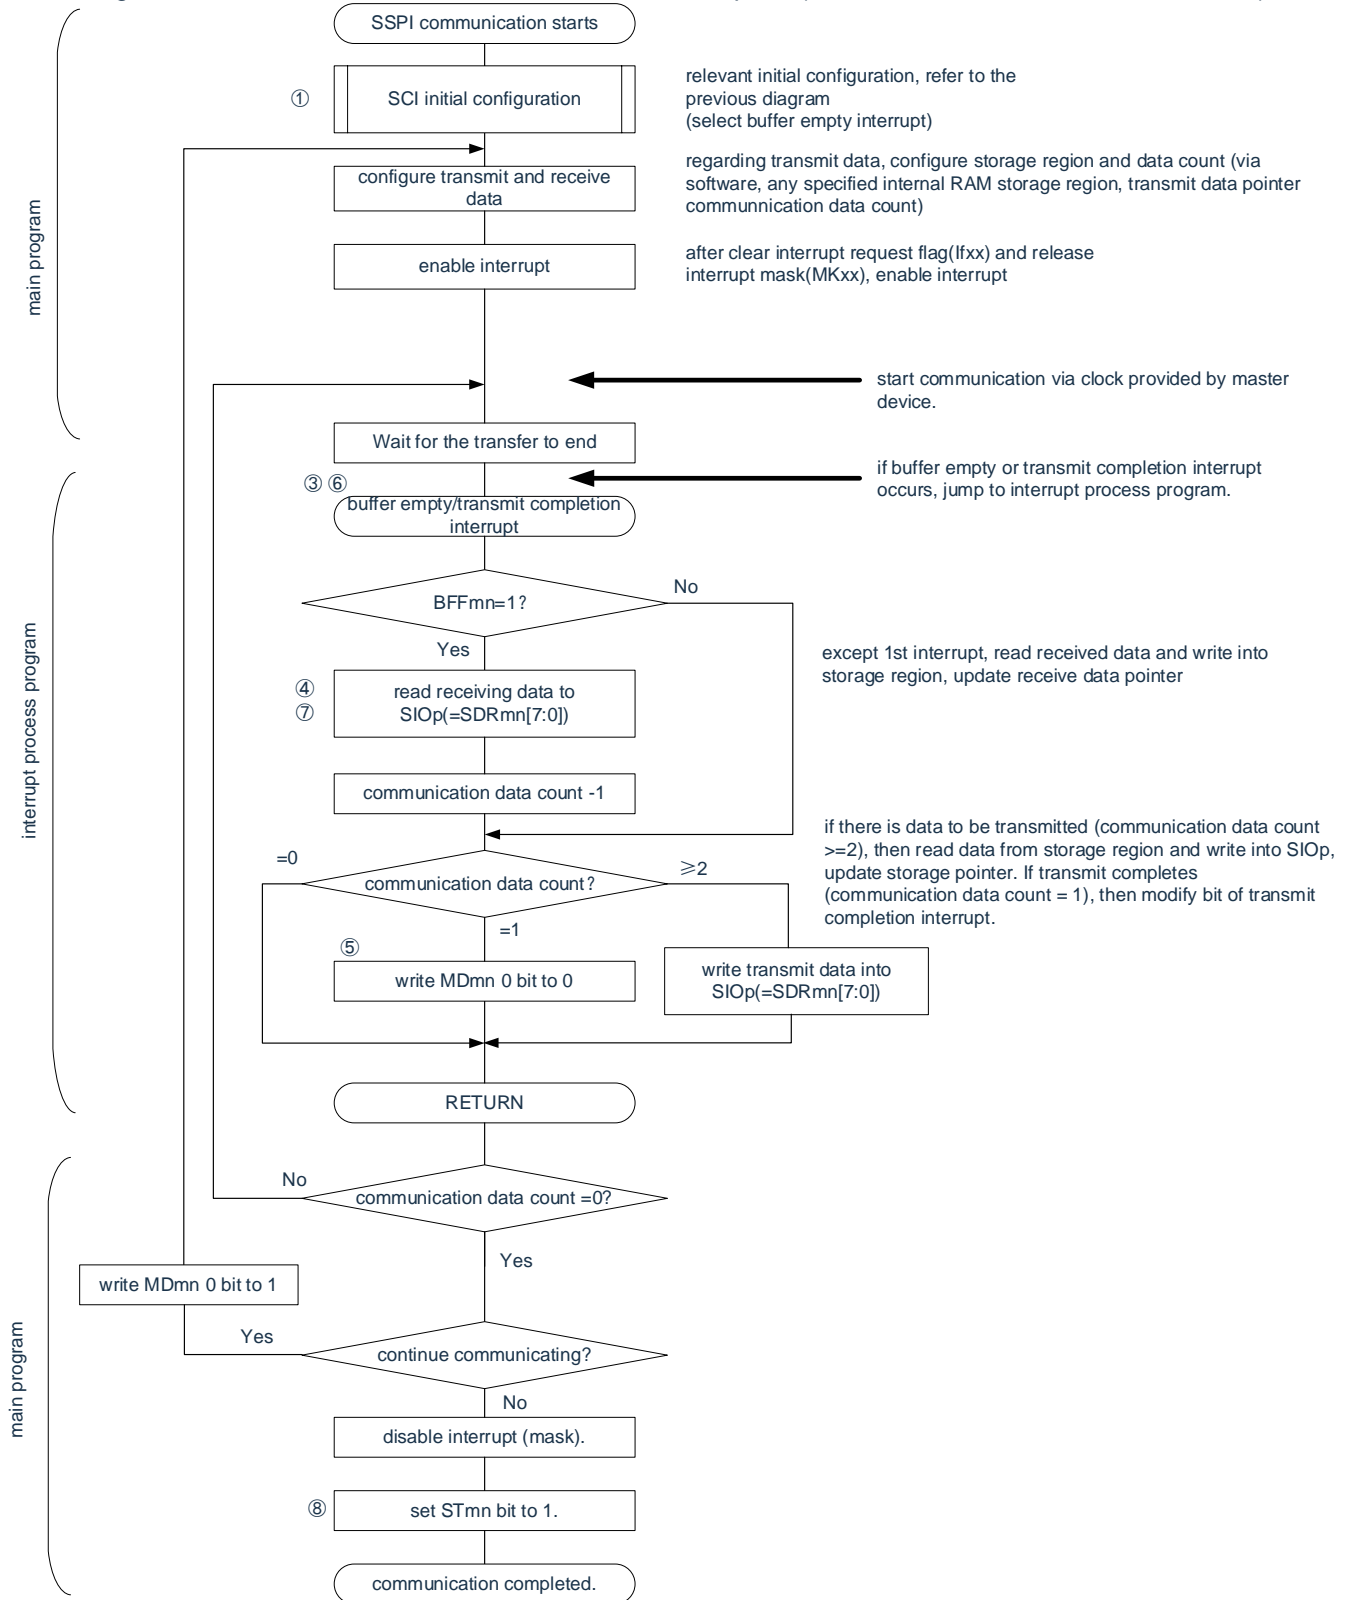 SSPI communication starts
①
SCI initial configuration
relevant initial configuration, refer to the
previous diagram
(select buffer empty interrupt)
configure transmit and receive
data
regarding transmit data, configure storage region and data count (via
software, any specified internal RAM storage region, transmit data pointer
communnication data count)
main program
enable interrupt
after clear interrupt request flag(Ifxx) and release
interrupt mask(MKxx), enable interrupt
start communication via clock provided by master
device.
Wait for the transfer to end
③ ⑥
if buffer empty or transmit completion interrupt
occurs, jump to interrupt process program.
buffer empty/transmit completion
interrupt
BFFmn=1?
No
Yes
interrupt process program
except 1st interrupt, read received data and write into
storage region, update receive data pointer
④
⑦
read receiving data to
SIOp(=SDRmn[7:0])
communication data count -1
if there is data to be transmitted (communication data count
>=2), then read data from storage region and write into SIOp,
update storage pointer. If transmit completes
(communication data count = 1), then modify bit of transmit
completion interrupt.
=0
communication data count?
≥2
=1
⑤
write MDmn 0 bit to 0
write transmit data into
SIOp(=SDRmn[7:0])
RETURN
No
communication data count =0?
Yes
write MDmn 0 bit to 1
Yes
continue communicating?
No
main program
disable interrupt (mask).
⑧
set STmn bit to 1.
communication completed.